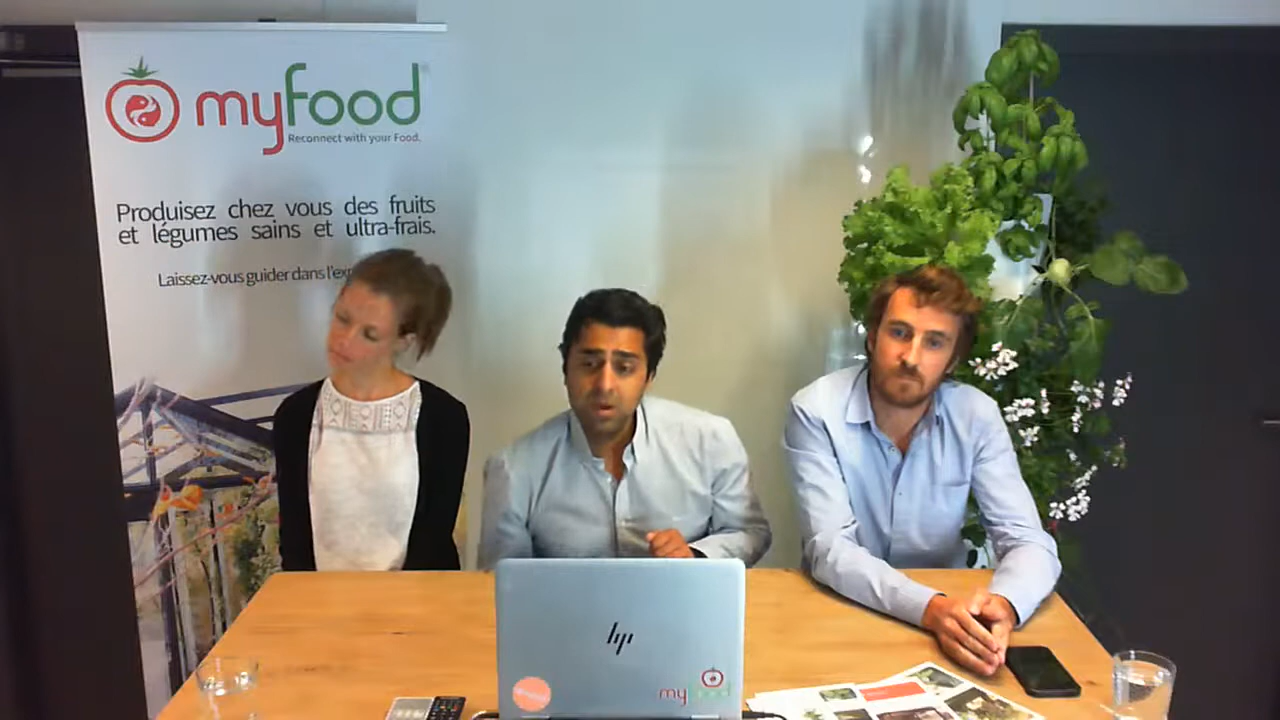 myfood
Reconnect with your Food.
Produisez chez vous des fruits
et légumes sains et ultra-frais.
Laissez-vous guider dans l'ex
hp
myfood